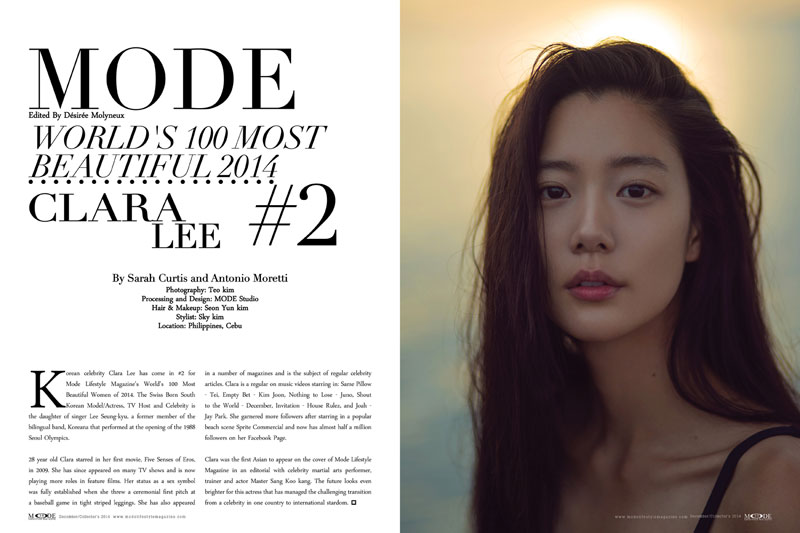 MODE
Edited By Désirée Molyneux
WORLD'S 100 MOST
BEAUTIFUL 2014
CLARA
LEE
#2
By Sarah Curtis and Antonio Moretti
Photography: Teo kim
Processing and Design: MODE Studio
Hair & Makeup: Seon Yun kim
Stylist: Sky kim
Location: Philippines, Cebu
Korean celebrity Clara Lee has come in #2 for
Mode Lifestyle Magazine's World's 100 Most
Beautiful Women of 2014. The Swiss Born South
Korean Model/Actress, TV Host and Celebrity is
the daughter of singer Lee Seung-kyu, a former member of the
bilingual band, Koreana that performed at the opening of the 1988
Seoul Olympics.
28 year old Clara starred in her first movie, Five Senses of Eros,
in 2009. She has since appeared on many TV shows and is now
playing more roles in feature films. Her status as a sex symbol
was fully established when she threw a ceremonial first pitch at
a baseball game in tight striped leggings. She has also appeared
in a number of magazines and is the subject of regular celebrity
articles. Clara is a regular on music videos starring in: Same Pillow
- Tei, Empty Bet - Kim Joon, Nothing to Lose - Juno, Shout
to the World - December, Invitation - House Rulez, and Joah -
Jay Park. She garnered more followers after starring in a popular
beach scene Sprite Commercial and now has almost half a million
followers on her Facebook Page.
Clara was the first Asian to appear on the cover of Mode Lifestyle
Magazine in an editorial with celebrity martial arts performer,
trainer and actor Master Sang Koo kang. The future looks even
brighter for this actress that has managed the challenging transition
from a celebrity in one country to international stardom.
MODE December/Collector's 2014 www.modelifestylemagazine.com
www.modelifestylemagazine.com December/Collector's 2014 MODE